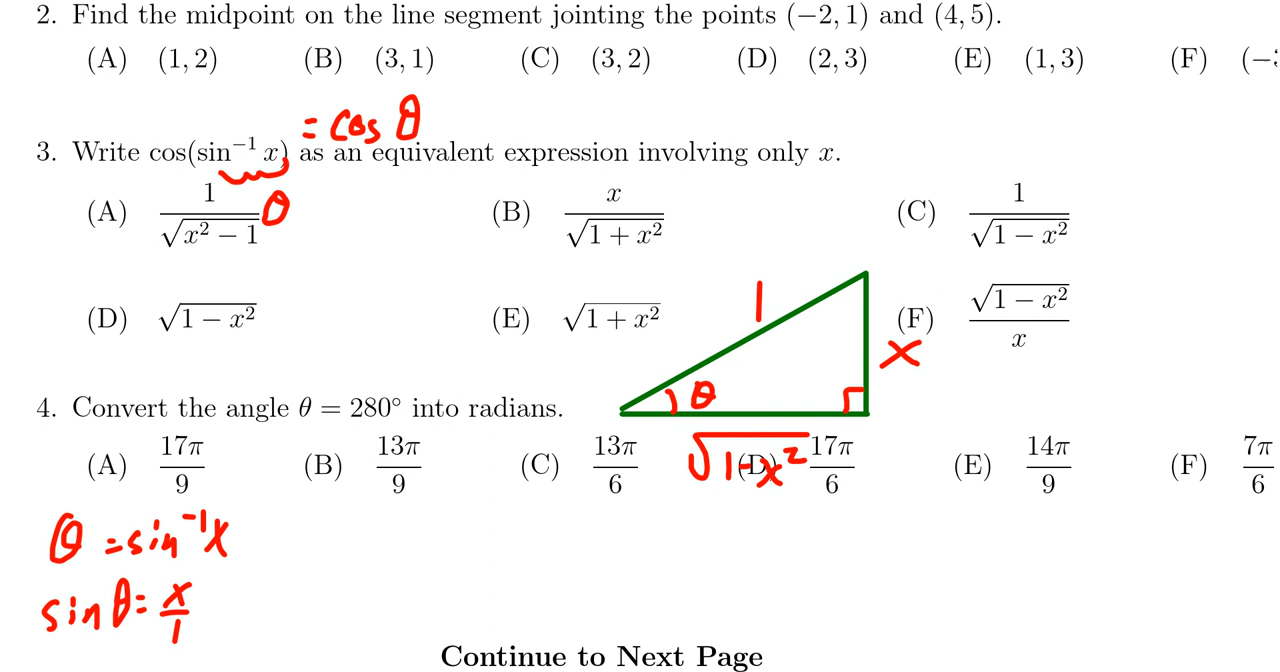 2. Find the midpoint on the line segment jointing the points (−2, 1) and (4, 5).
(A) (1, 2) (B) (3, 1) (C) (3, 2) (D) (2, 3) (E) (1, 3) (F) (−
= cos θ
3. Write cos(sin⁻¹ x) as an equivalent expression involving only x.
θ
(A) 1/√(x² − 1) (B) x/√(1 + x²) (C) 1/√(1 − x²)
(D) √(1 − x²) (E) √(1 + x²) (F) √(1 − x²)/x
1
x
θ
4. Convert the angle θ = 280° into radians.
√(1-x²)
(A) 17π/9 (B) 13π/9 (C) 13π/6 (D) 17π/6 (E) 14π/9 (F) 7π/6
θ = sin⁻¹x
sin θ = x/1
Continue to Next Page